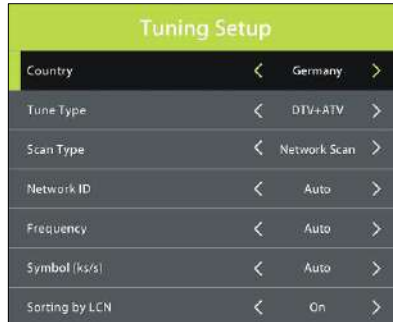 Tuning Setup
Country < Germany >
Tune Type < DTV+ATV >
Scan Type < Network Scan >
Network ID < Auto >
Frequency < Auto >
Symbol (ks/s) < Auto >
Sorting by LCN < On >